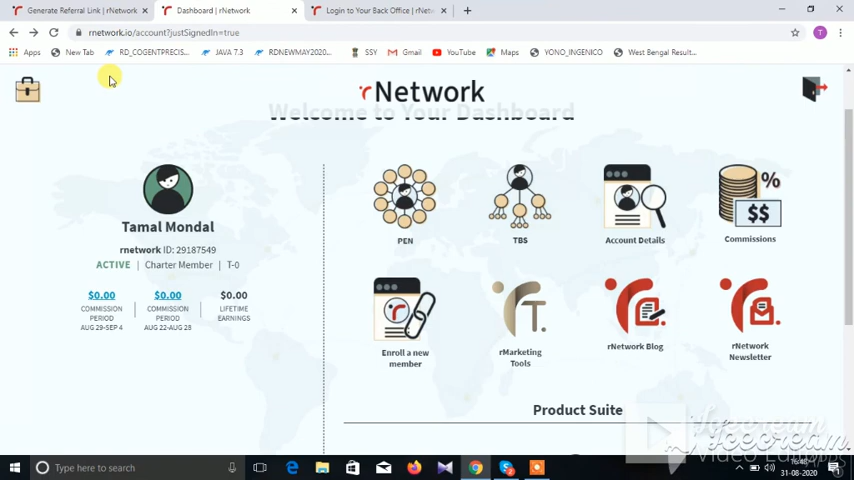 Generate Referral Link | rNetwork
Dashboard | rNetwork
Login to Your Back Office | rNetw
rnetwork.io/account?justSignedIn=true
T
Apps
New Tab
RD_COGENTPRECIS...
JAVA 7.3
RDNEWMAY2020...
SSY
Gmail
YouTube
Maps
YONO_INGENICO
West Bengal Result...
rNetwork
Welcome to Your Dashboard
Tamal Mondal
rnetwork ID: 29187549
ACTIVE | Charter Member | T-0
$0.00
COMMISSION
PERIOD
AUG 29-SEP 4
$0.00
COMMISSION
PERIOD
AUG 22-AUG 28
$0.00
LIFETIME
EARNINGS
PEN
TBS
Account Details
%
$$
Commissions
Enroll a new
member
T.
rMarketing
Tools
rNetwork Blog
rNetwork
Newsletter
Product Suite
Icecream
Video Editor
Type here to search
16:48
31-08-2020